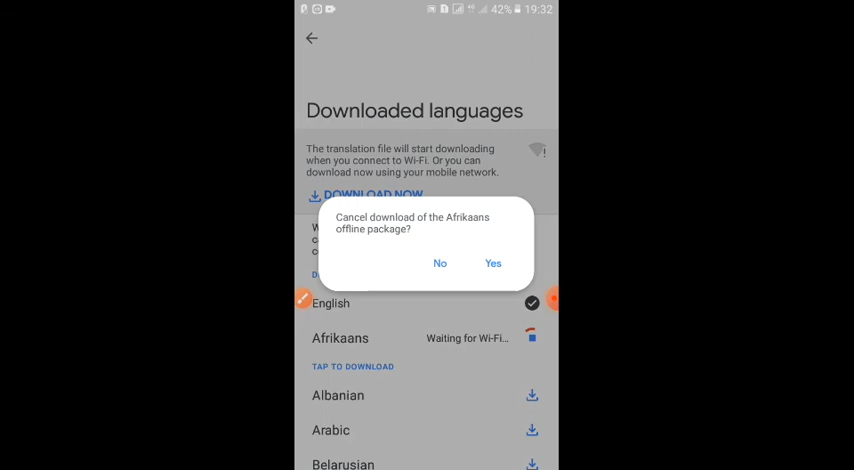 42% 19:32
Downloaded languages
The translation file will start downloading
when you connect to Wi-Fi. Or you can
download now using your mobile network.
DOWNLOAD NOW
Cancel download of the Afrikaans
offline package?
No Yes
English
Afrikaans Waiting for Wi-Fi...
TAP TO DOWNLOAD
Albanian
Arabic
Belarusian